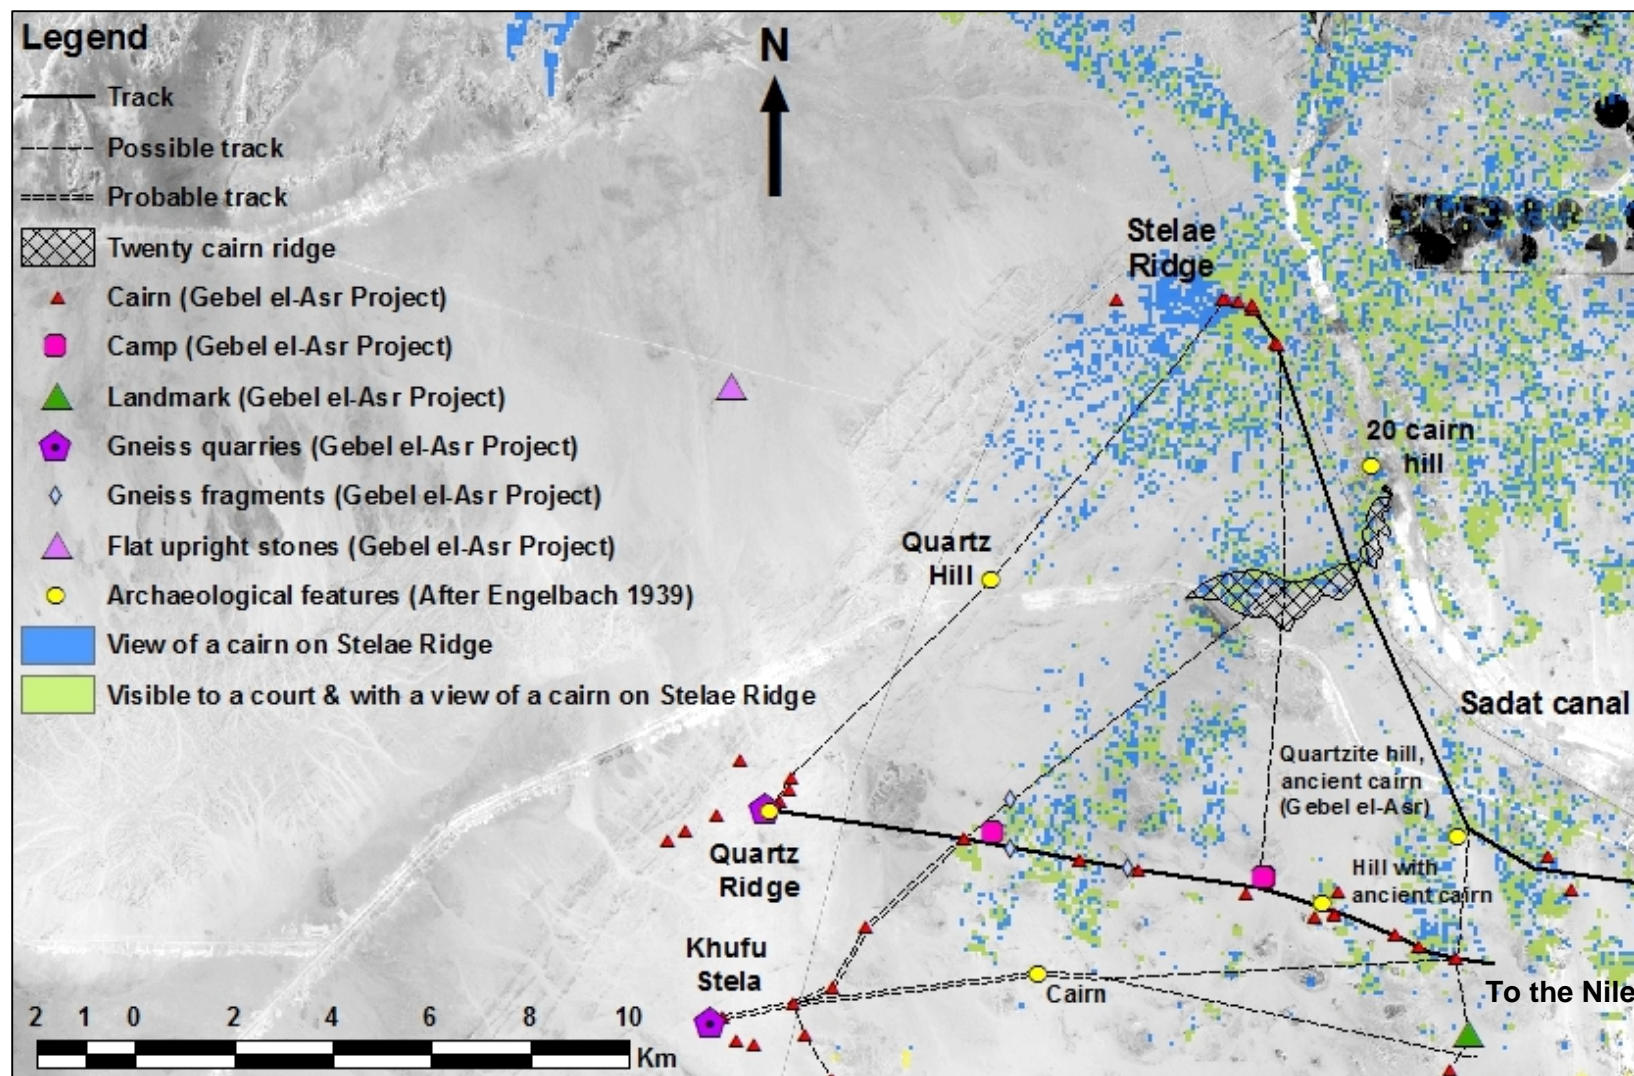 Legend
Track
Possible track
Probable track
Twenty cairn ridge
Cairn (Gebel el-Asr Project)
Camp (Gebel el-Asr Project)
Landmark (Gebel el-Asr Project)
Gneiss quarries (Gebel el-Asr Project)
Gneiss fragments (Gebel el-Asr Project)
Flat upright stones (Gebel el-Asr Project)
Archaeological features (After Engelbach 1939)
View of a cairn on Stelae Ridge
Visible to a court & with a view of a cairn on Stelae Ridge
N
Stelae
Ridge
20 cairn
hill
Quartz
Hill
Sadat canal
Quartzite hill,
ancient cairn
(Gebel el-Asr)
Quartz
Ridge
Hill with
ancient cairn
Khufu
Stela
Cairn
To the Nile
2 1 0 2 4 6 8 10
Km